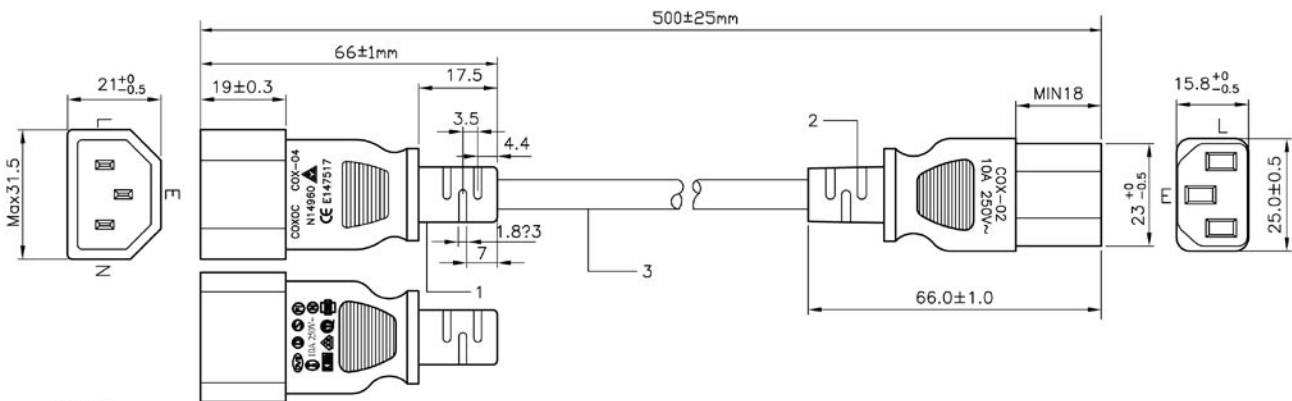 500±25mm
66±1mm
17.5
19±0.3
21 +0 -0.5
3.5
4.4
2
MIN18
15.8 +0 -0.5
Max31.5
L
E
N
COXOC COX-04
N14960
CE E147517
COX-02
10A 250V~
23 +0 -0.5
L
E
25.0±0.5
1.8?3
7
1
3
66.0±1.0
10A 250V~